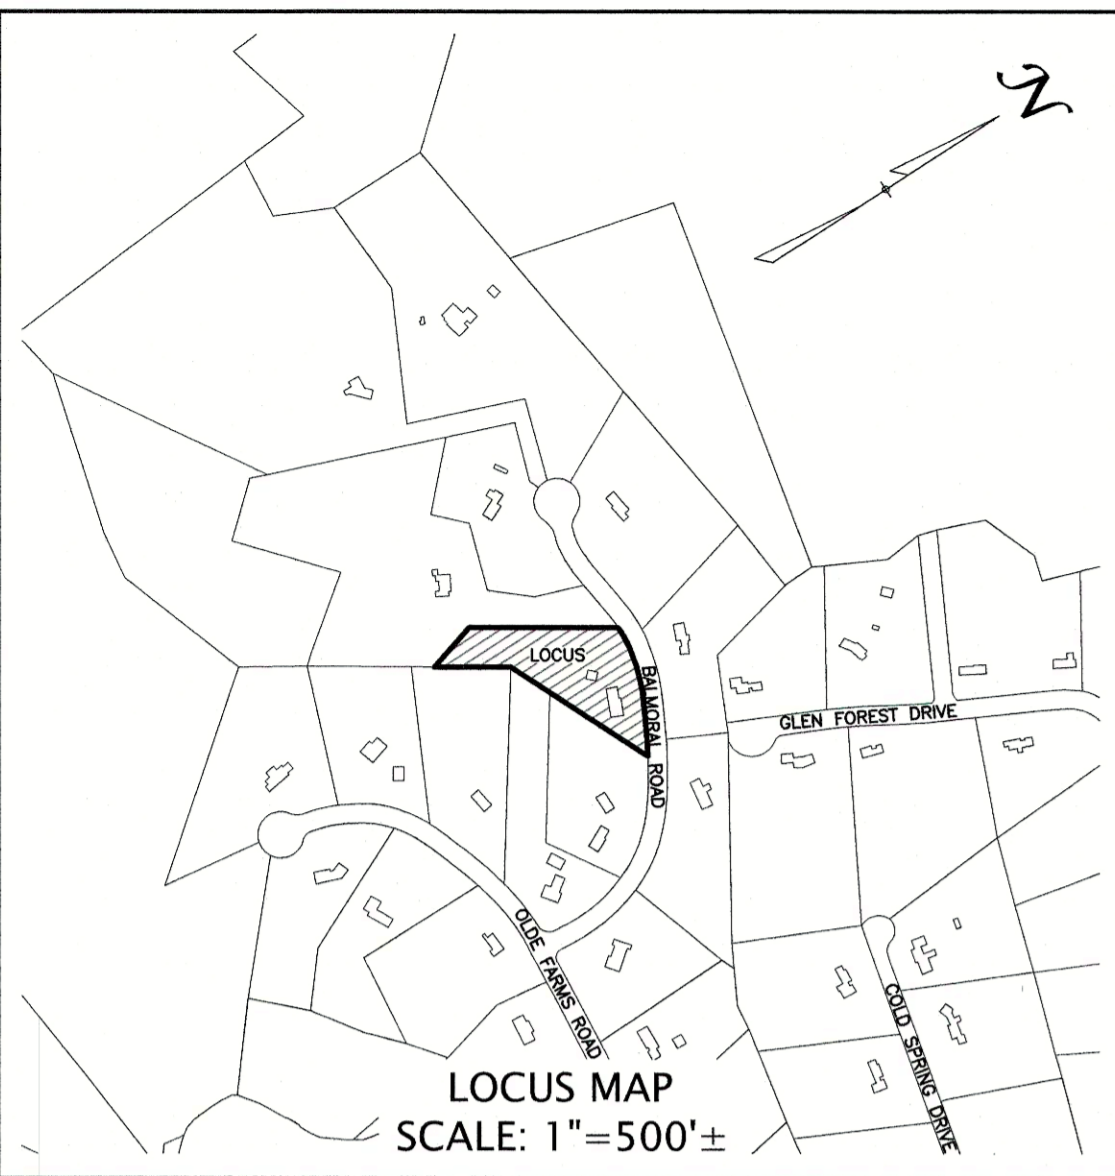 N
LOCUS
BALMORAL ROAD
GLEN FOREST DRIVE
OLDE FARMS ROAD
COLD SPRING DRIVE
LOCUS MAP
SCALE: 1"=500'±